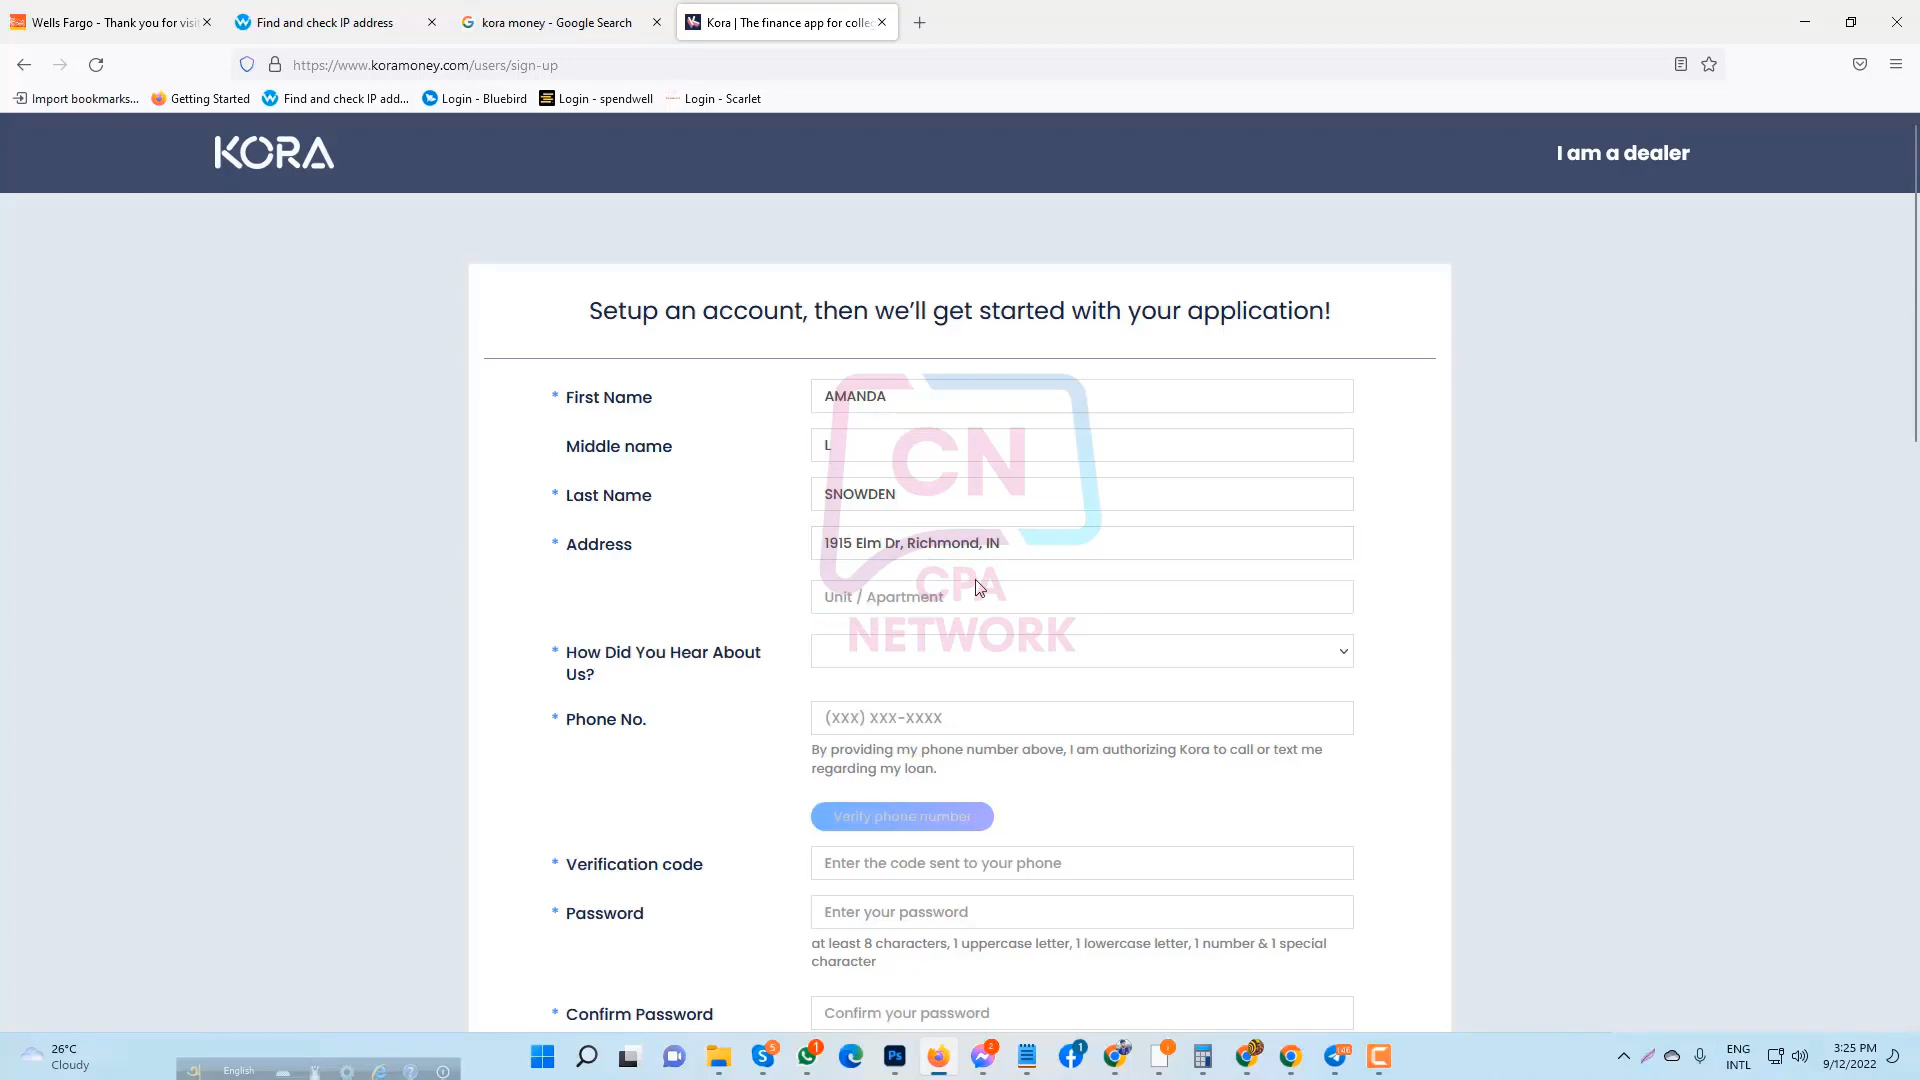 Wells Fargo - Thank you for visi
Find and check IP address
kora money - Google Search
Kora | The finance app for colle
https://www.koramoney.com/users/sign-up
Import bookmarks...
Getting Started
Find and check IP add...
Login - Bluebird
Login - spendwell
Login - Scarlet
KORA
I am a dealer
Setup an account, then we’ll get started with your application!
* First Name
AMANDA
Middle name
L
* Last Name
SNOWDEN
* Address
1915 Elm Dr, Richmond, IN
Unit / Apartment
CN
CPA
NETWORK
* How Did You Hear About
Us?
* Phone No.
(XXX) XXX-XXXX
By providing my phone number above, I am authorizing Kora to call or text me
regarding my loan.
Verify phone number
* Verification code
Enter the code sent to your phone
* Password
Enter your password
at least 8 characters, 1 uppercase letter, 1 lowercase letter, 1 number & 1 special
character
* Confirm Password
Confirm your password
26°C
Cloudy
English
5
1
Ps
2
1
ENG
INTL
3:25 PM
9/12/2022